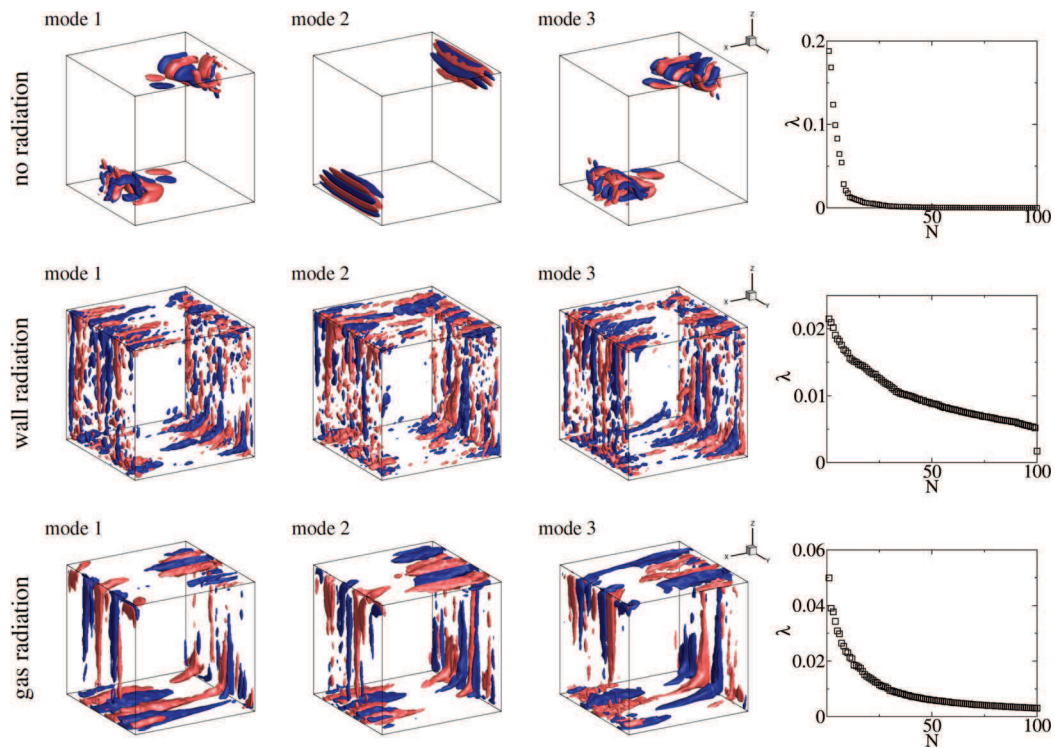 mode 1 mode 2 mode 3
no radiation
Z
X Y
0.2
λ 0.1
0
50 100
N
mode 1 mode 2 mode 3
wall radiation
Z
X Y
0.02
λ
0.01
0
50 100
N
mode 1 mode 2 mode 3
gas radiation
Z
X Y
0.06
0.04
λ
0.02
0
50 100
N